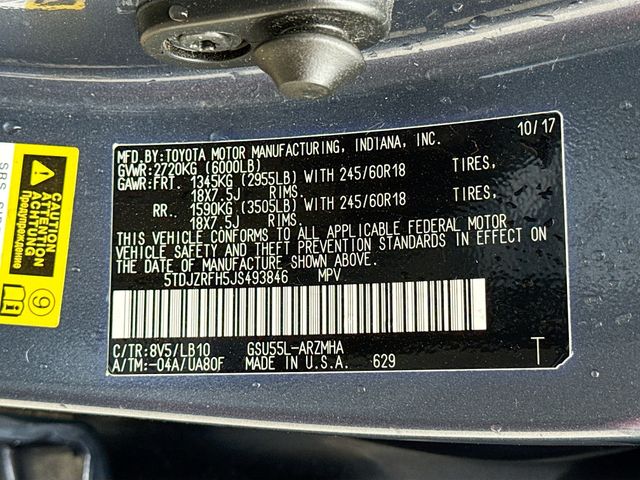 10/17
MFD.BY:TOYOTA MOTOR MANUFACTURING, INDIANA, INC.
GVWR:2720KG (6000LB)
GAWR:FRT. 1345KG (2955LB) WITH 245/60R18 TIRES,
18X7.5J RIMS.
RR. 1590KG (3505LB) WITH 245/60R18 TIRES,
18X7.5J RIMS.
THIS VEHICLE CONFORMS TO ALL APPLICABLE FEDERAL MOTOR
VEHICLE SAFETY AND THEFT PREVENTION STANDARDS IN EFFECT ON
THE DATE OF MANUFACTURE SHOWN ABOVE.
5TDJZRFH5JS493846 MPV
C/TR:8V5/LB10 GSU55L-ARZMHA
A/TM:-04A/UA80F MADE IN U.S.A. 629 T
CAUTION
ATTENTION
ACHTUNG
Предупреждение
9